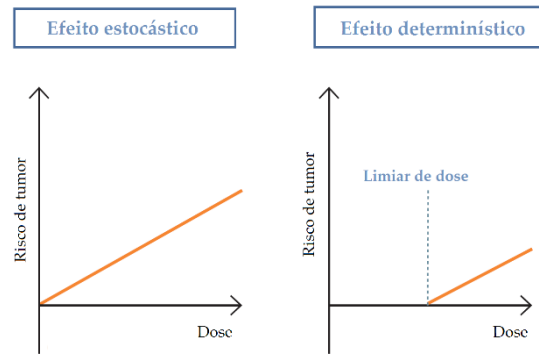 Efeito estocástico
Efeito determinístico
Risco de tumor
Dose
Limiar de dose
Risco de tumor
Dose